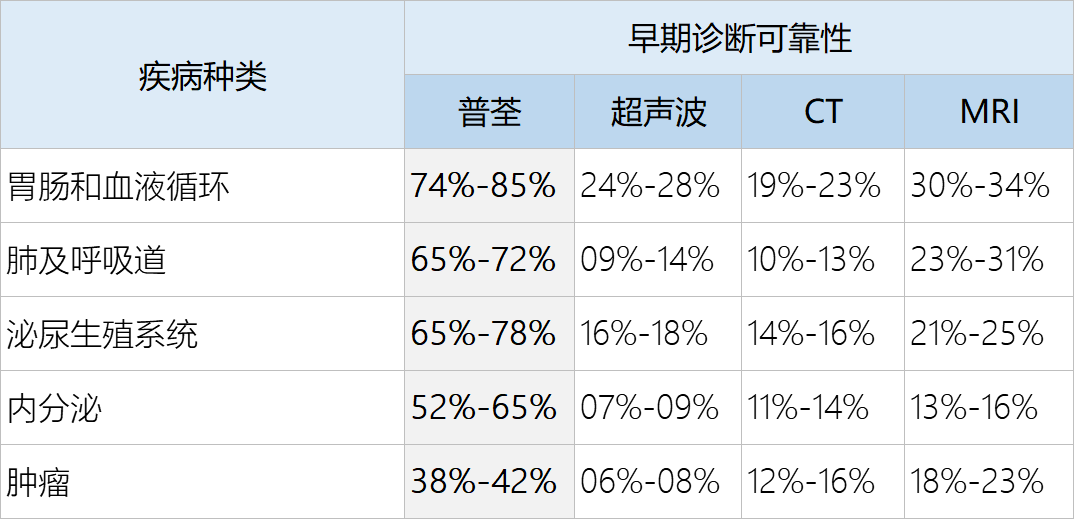 疾病种类
早期诊断可靠性
普荃 超声波 CT MRI
胃肠和血液循环 74%-85% 24%-28% 19%-23% 30%-34%
肺及呼吸道 65%-72% 09%-14% 10%-13% 23%-31%
泌尿生殖系统 65%-78% 16%-18% 14%-16% 21%-25%
内分泌 52%-65% 07%-09% 11%-14% 13%-16%
肿瘤 38%-42% 06%-08% 12%-16% 18%-23%